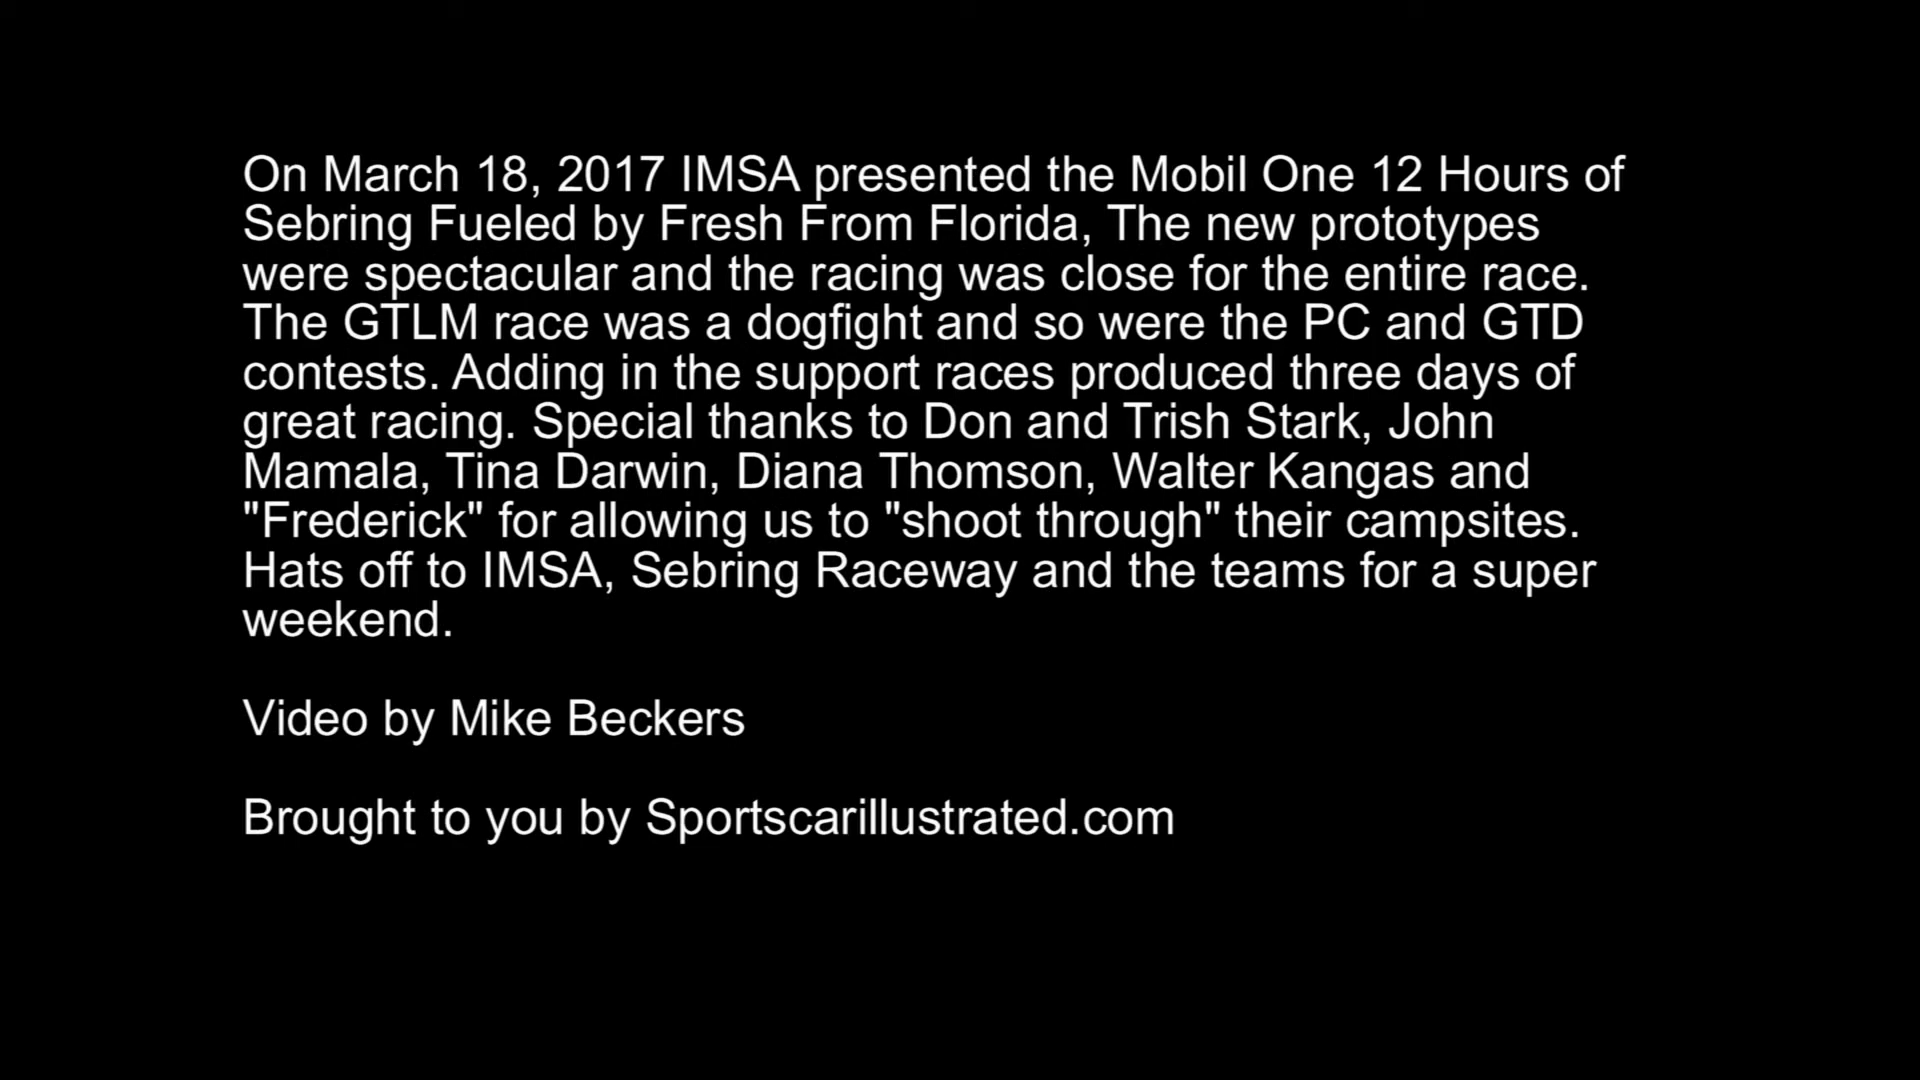 On March 18, 2017 IMSA presented the Mobil One 12 Hours of
Sebring Fueled by Fresh From Florida, The new prototypes
were spectacular and the racing was close for the entire race.
The GTLM race was a dogfight and so were the PC and GTD
contests. Adding in the support races produced three days of
great racing. Special thanks to Don and Trish Stark, John
Mamala, Tina Darwin, Diana Thomson, Walter Kangas and
"Frederick" for allowing us to "shoot through" their campsites.
Hats off to IMSA, Sebring Raceway and the teams for a super
weekend.
Video by Mike Beckers
Brought to you by Sportscarillustrated.com